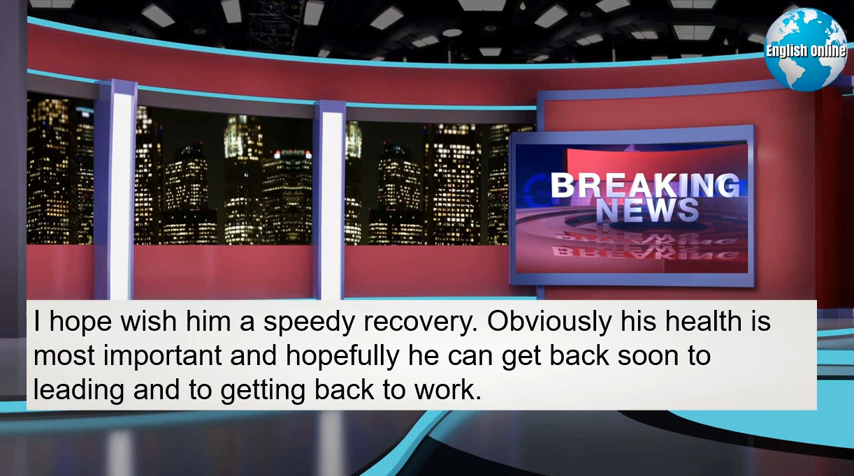 English Online
BREAKING
NEWS
I hope wish him a speedy recovery. Obviously his health is
most important and hopefully he can get back soon to
leading and to getting back to work.